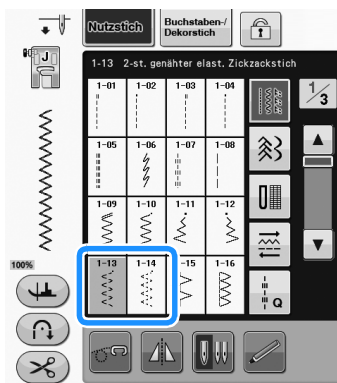 Nutzstich
Buchstaben-/
Dekorstich
J
1-13 2-st. genähter elast. Zickzackstich
1/3
1-01 1-02 1-03 1-04
1-05 1-06 1-07 1-08
1-09 1-10 1-11 1-12
1-13 1-14 1-15 1-16
100%
Q